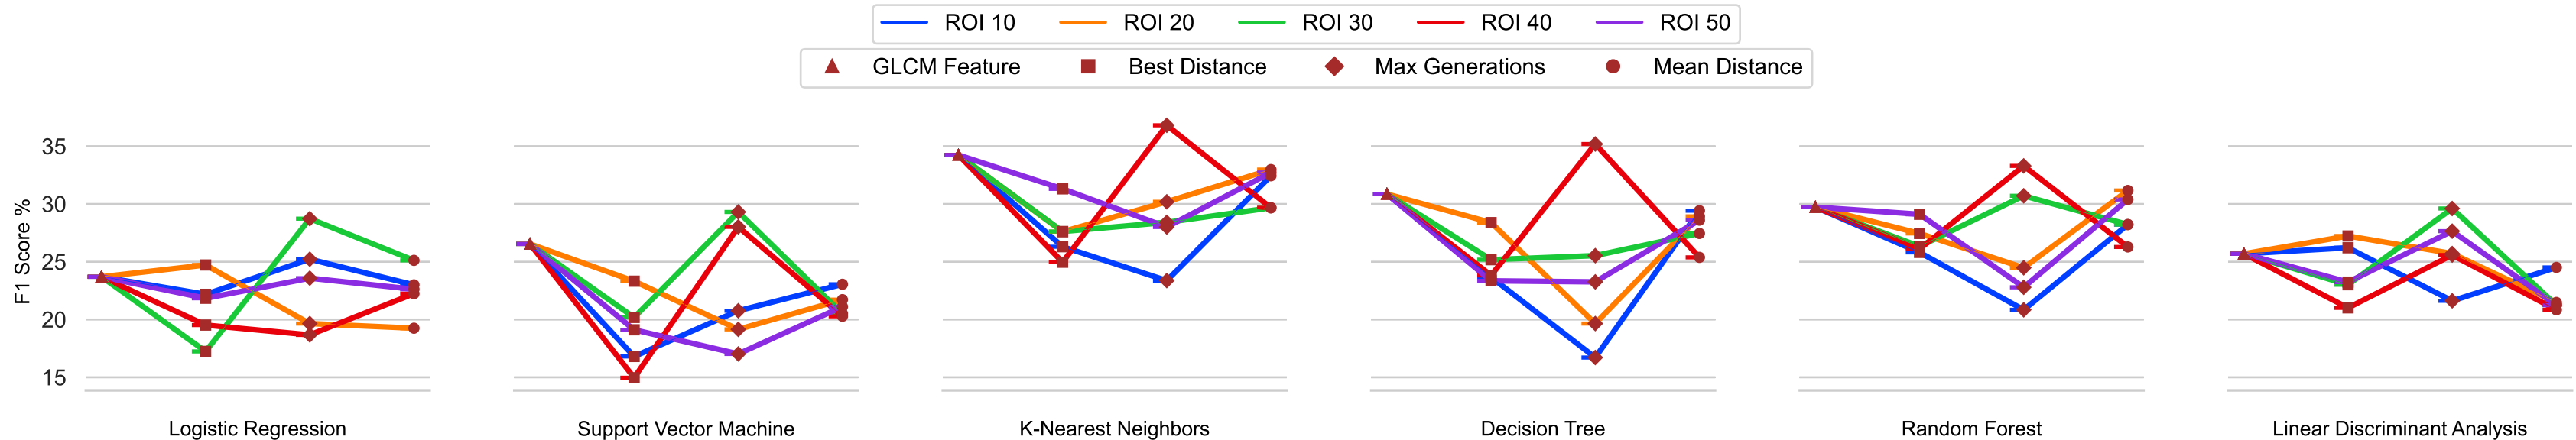 ROI 10 ROI 20 ROI 30 ROI 40 ROI 50
GLCM Feature Best Distance Max Generations Mean Distance
F1 Score %
35
30
25
20
15
Logistic Regression Support Vector Machine K-Nearest Neighbors Decision Tree Random Forest Linear Discriminant Analysis